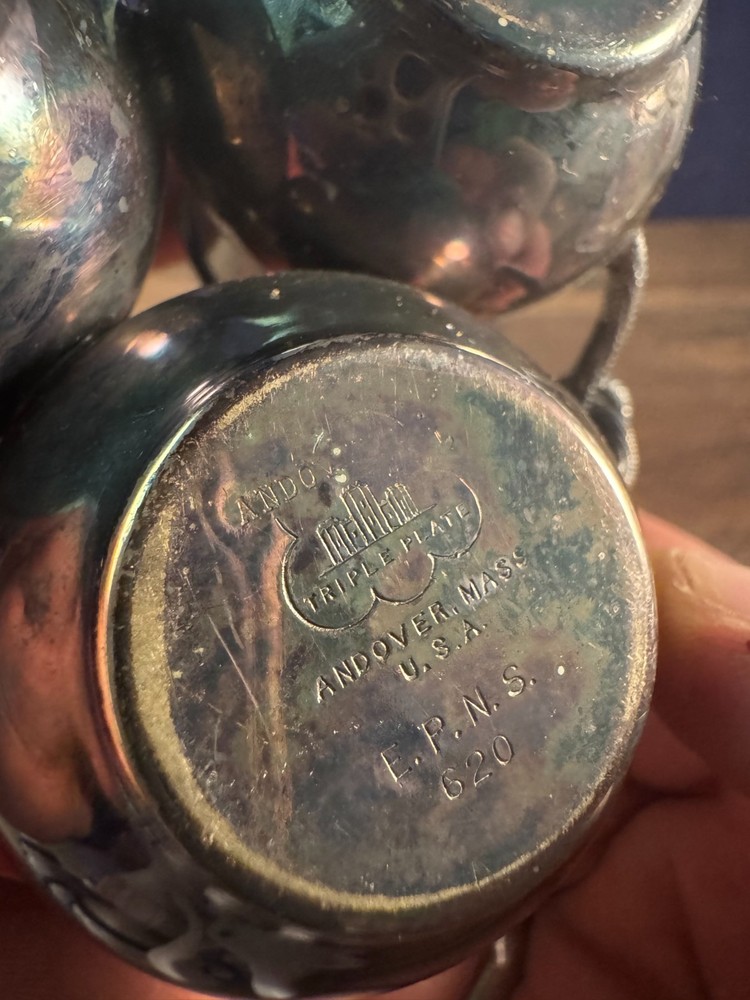 TRIPLE PLATE
ANDOVER, MASS
U.S.A.
E.P.N.S.
620